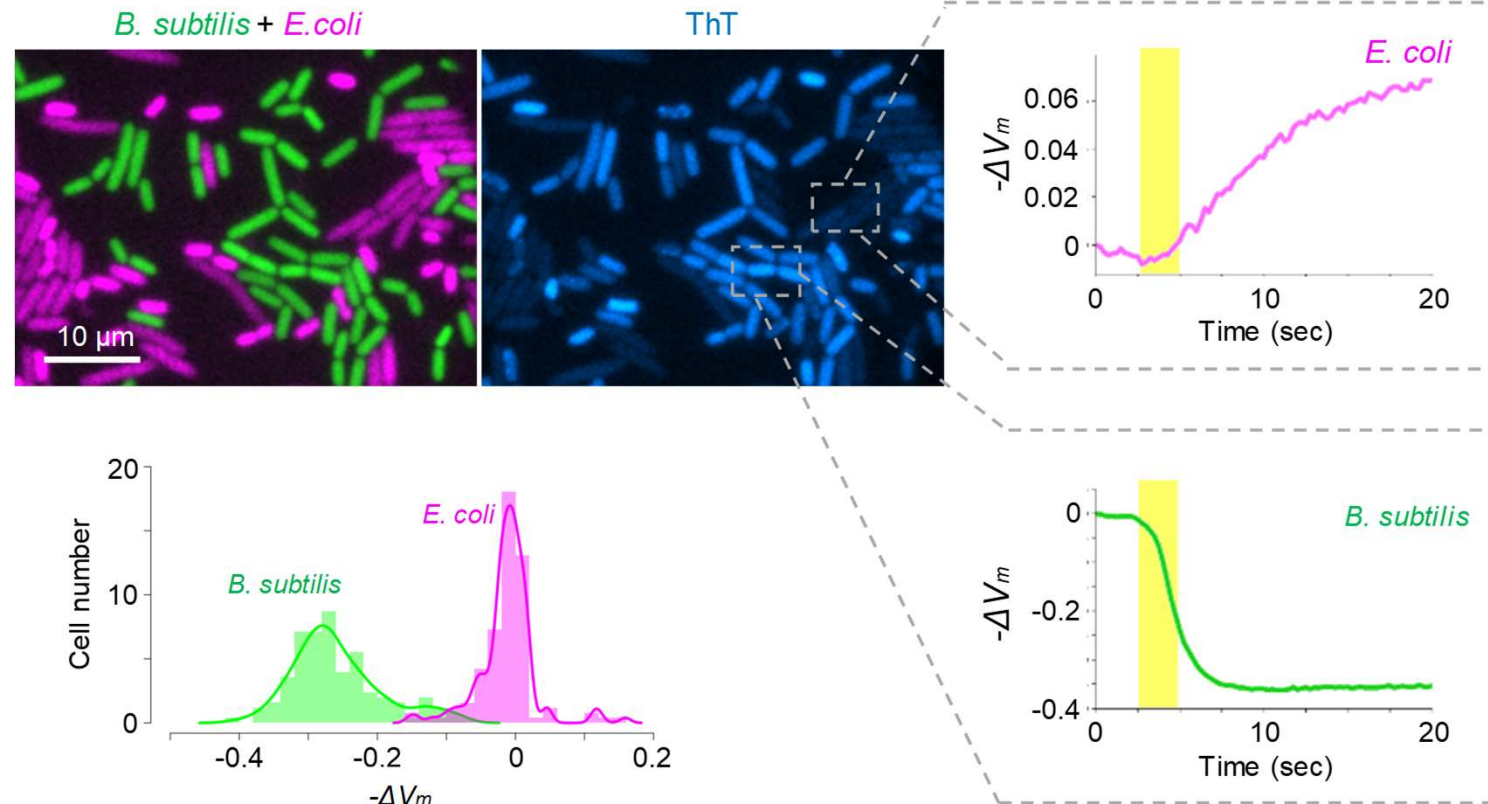 B. subtilis + E.coli
ThT
10 µm
E. coli
-ΔVm
0.06
0.04
0.02
0
0
10
20
Time (sec)
B. subtilis
-ΔVm
0
-0.2
-0.4
0
10
20
Time (sec)
Cell number
20
10
0
B. subtilis
E. coli
-0.4
-0.2
0
0.2
-ΔVm